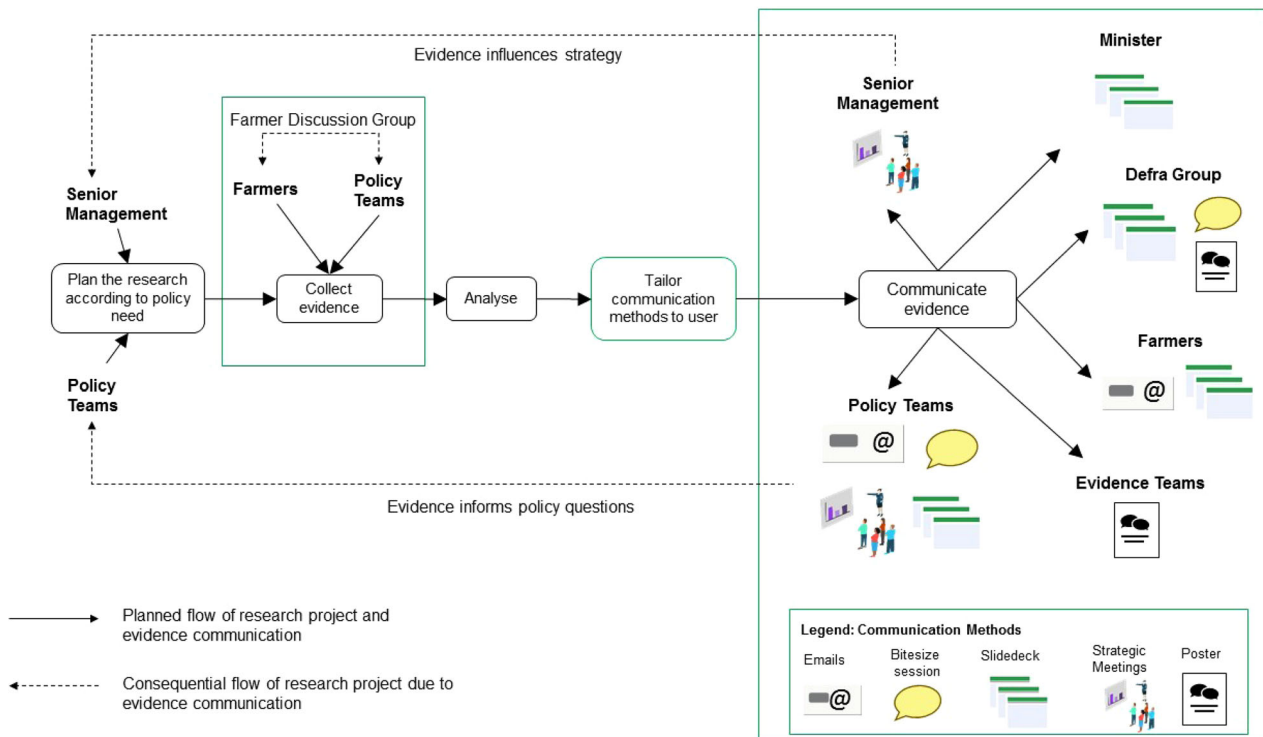 Evidence influences strategy
Farmer Discussion Group
Farmers
Policy
Teams
Senior
Management
Plan the research
according to policy
need
Policy
Teams
Collect
evidence
Analyse
Tailor
communication
methods to user
Communicate
evidence
Senior
Management
Minister
Defra Group
Farmers
@
Policy Teams
@
Evidence Teams
Evidence informs policy questions
Planned flow of research project and
evidence communication
Consequential flow of research project due to
evidence communication
Legend: Communication Methods
Emails
@
Bitesize
session
Slidedeck
Strategic
Meetings
Poster